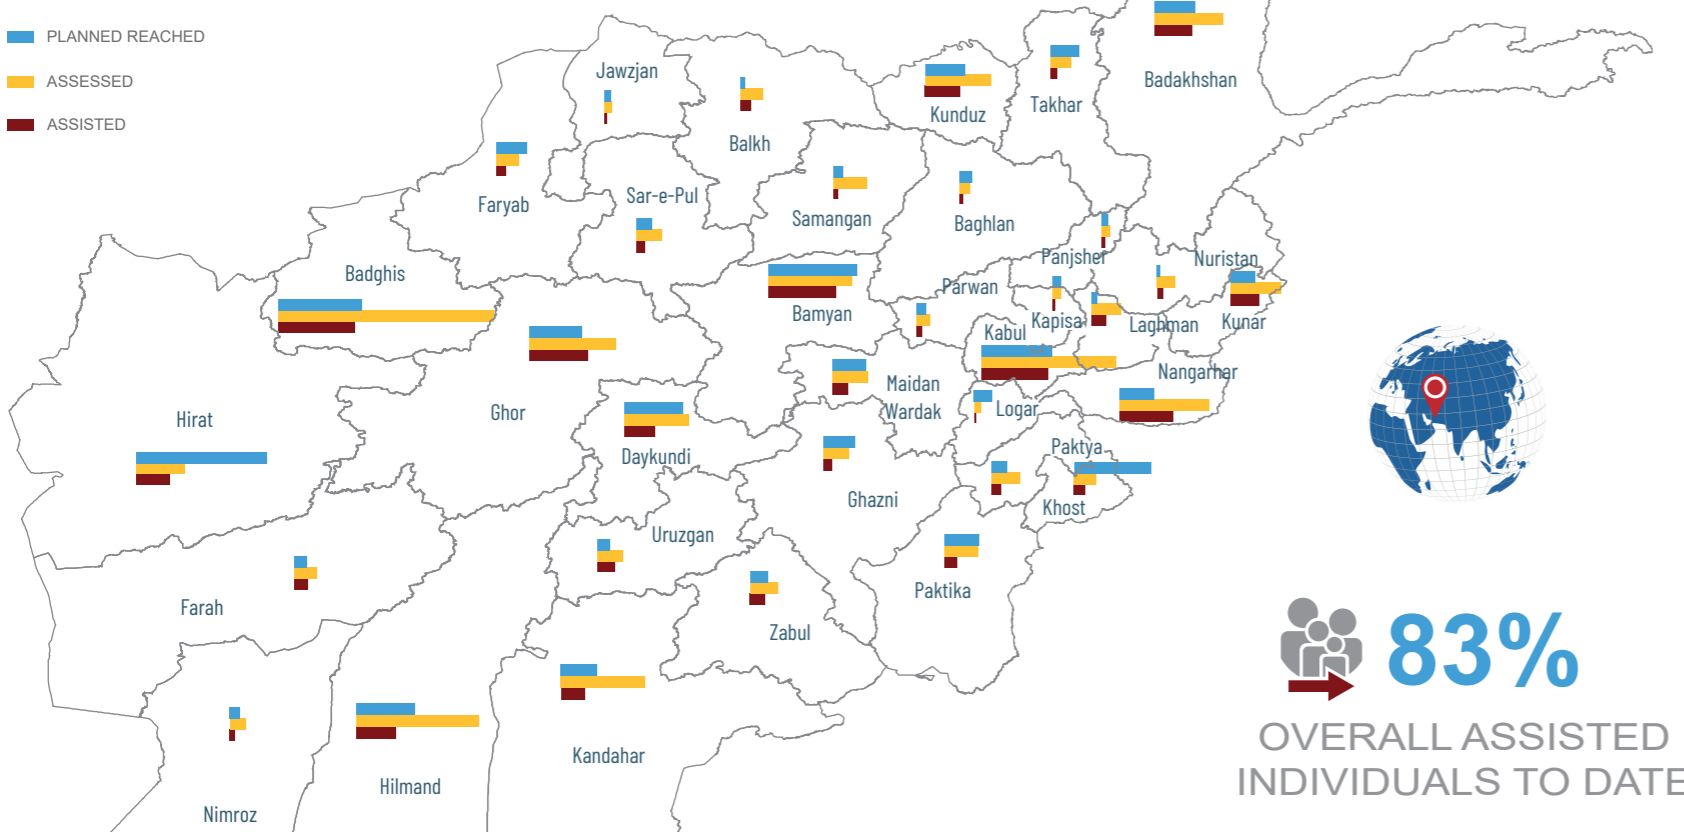 PLANNED REACHED
ASSESSED
ASSISTED
Jawzjan
Balkh
Kunduz
Takhar
Badakhshan
Faryab
Sar-e-Pul
Samangan
Baghlan
Panjsher
Nuristan
Badghis
Bamyan
Parwan
Kabul
Kapisa
Laghman
Kunar
Hirat
Ghor
Maidan
Wardak
Logar
Nangarhar
Daykundi
Ghazni
Paktya
Khost
Uruzgan
Farah
Zabul
Paktika
Nimroz
Hilmand
Kandahar
83%
OVERALL ASSISTED
INDIVIDUALS TO DATE